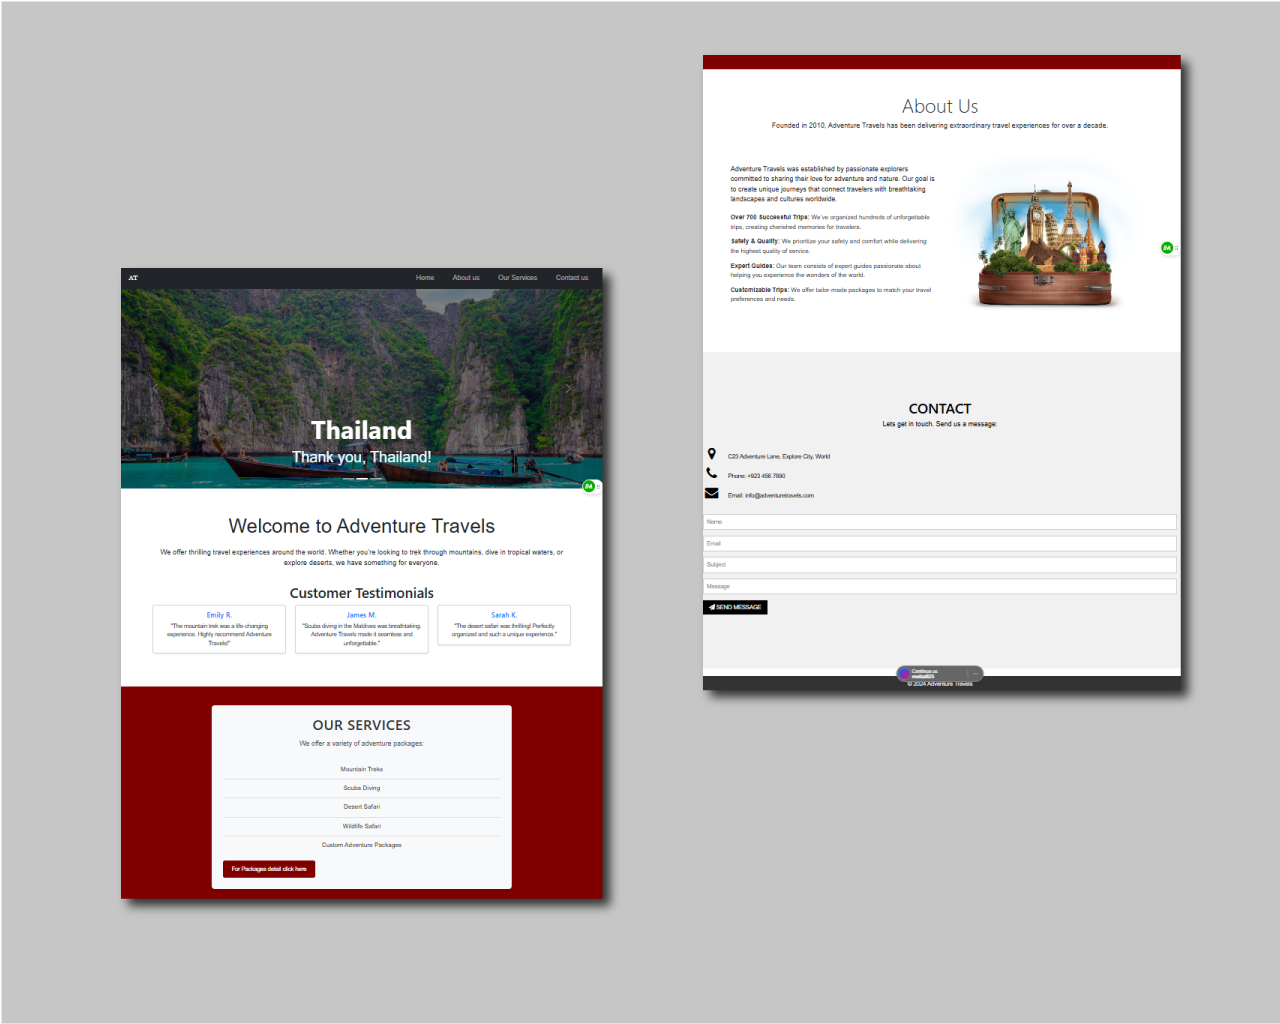 AT
Home
About us
Our Services
Contact us
Thailand
Thank you, Thailand!
Welcome to Adventure Travels
We offer thrilling travel experiences around the world. Whether you're looking to trek through mountains, dive in tropical waters, or
explore deserts, we have something for everyone.
Customer Testimonials
Emily R.
"The mountain trek was a life-changing
experience. Highly recommend Adventure
Travels!"
James M.
"Scuba diving in the Maldives was breathtaking.
Adventure Travels made it seamless and
unforgettable."
Sarah K.
"The desert safari was thrilling! Perfectly
organized and such a unique experience."
OUR SERVICES
We offer a variety of adventure packages:
Mountain Treks
Scuba Diving
Desert Safari
Wildlife Safari
Custom Adventure Packages
For Packages detail click here
About Us
Founded in 2010, Adventure Travels has been delivering extraordinary travel experiences for over a decade.
Adventure Travels was established by passionate explorers
committed to sharing their love for adventure and nature. Our goal is
to create unique journeys that connect travelers with breathtaking
landscapes and cultures worldwide.
Over 700 Successful Trips: We've organized hundreds of unforgettable
trips, creating cherished memories for travelers.
Safety & Quality: We prioritize your safety and comfort while delivering
the highest quality of service.
Expert Guides: Our team consists of expert guides passionate about
helping you experience the wonders of the world.
Customizable Trips: We offer tailor-made packages to match your travel
preferences and needs.
CONTACT
Lets get in touch. Send us a message:
C23 Adventure Lane, Explore City, World
Phone: +923 456 7890
Email: info@adventuretravels.com
Name
Email
Subject
Message
SEND MESSAGE
Continue as
© 2024 Adventure Travels